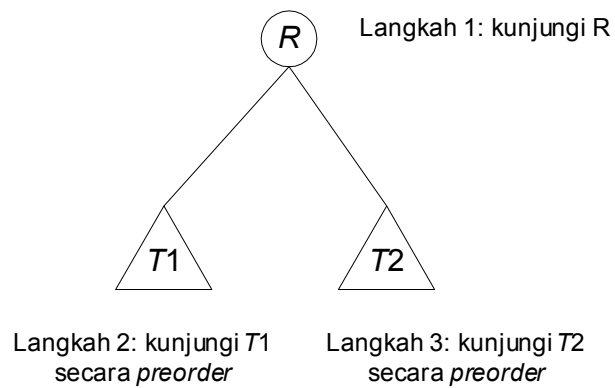 R
Langkah 1: kunjungi R
T1
T2
Langkah 2: kunjungi T1
secara preorder
Langkah 3: kunjungi T2
secara preorder